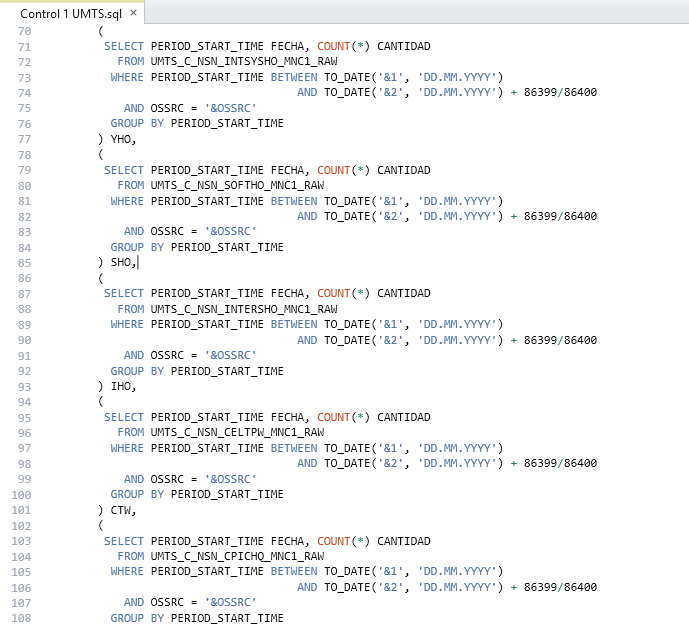 Control 1 UMTS.sql ×
70 (
71 SELECT PERIOD_START_TIME FECHA, COUNT(*) CANTIDAD
72 FROM UMTS_C_NSN_INTSYSHO_MNC1_RAW
73 WHERE PERIOD_START_TIME BETWEEN TO_DATE('&1', 'DD.MM.YYYY')
74 AND TO_DATE('&2', 'DD.MM.YYYY') + 86399/86400
75 AND OSSRC = '&OSSRC'
76 GROUP BY PERIOD_START_TIME
77 ) YHO,
78 (
79 SELECT PERIOD_START_TIME FECHA, COUNT(*) CANTIDAD
80 FROM UMTS_C_NSN_SOFTHO_MNC1_RAW
81 WHERE PERIOD_START_TIME BETWEEN TO_DATE('&1', 'DD.MM.YYYY')
82 AND TO_DATE('&2', 'DD.MM.YYYY') + 86399/86400
83 AND OSSRC = '&OSSRC'
84 GROUP BY PERIOD_START_TIME
85 ) SHO,
86 (
87 SELECT PERIOD_START_TIME FECHA, COUNT(*) CANTIDAD
88 FROM UMTS_C_NSN_INTERSHO_MNC1_RAW
89 WHERE PERIOD_START_TIME BETWEEN TO_DATE('&1', 'DD.MM.YYYY')
90 AND TO_DATE('&2', 'DD.MM.YYYY') + 86399/86400
91 AND OSSRC = '&OSSRC'
92 GROUP BY PERIOD_START_TIME
93 ) IHO,
94 (
95 SELECT PERIOD_START_TIME FECHA, COUNT(*) CANTIDAD
96 FROM UMTS_C_NSN_CELTPW_MNC1_RAW
97 WHERE PERIOD_START_TIME BETWEEN TO_DATE('&1', 'DD.MM.YYYY')
98 AND TO_DATE('&2', 'DD.MM.YYYY') + 86399/86400
99 AND OSSRC = '&OSSRC'
100 GROUP BY PERIOD_START_TIME
101 ) CTW,
102 (
103 SELECT PERIOD_START_TIME FECHA, COUNT(*) CANTIDAD
104 FROM UMTS_C_NSN_CPICHQ_MNC1_RAW
105 WHERE PERIOD_START_TIME BETWEEN TO_DATE('&1', 'DD.MM.YYYY')
106 AND TO_DATE('&2', 'DD.MM.YYYY') + 86399/86400
107 AND OSSRC = '&OSSRC'
108 GROUP BY PERIOD_START_TIME